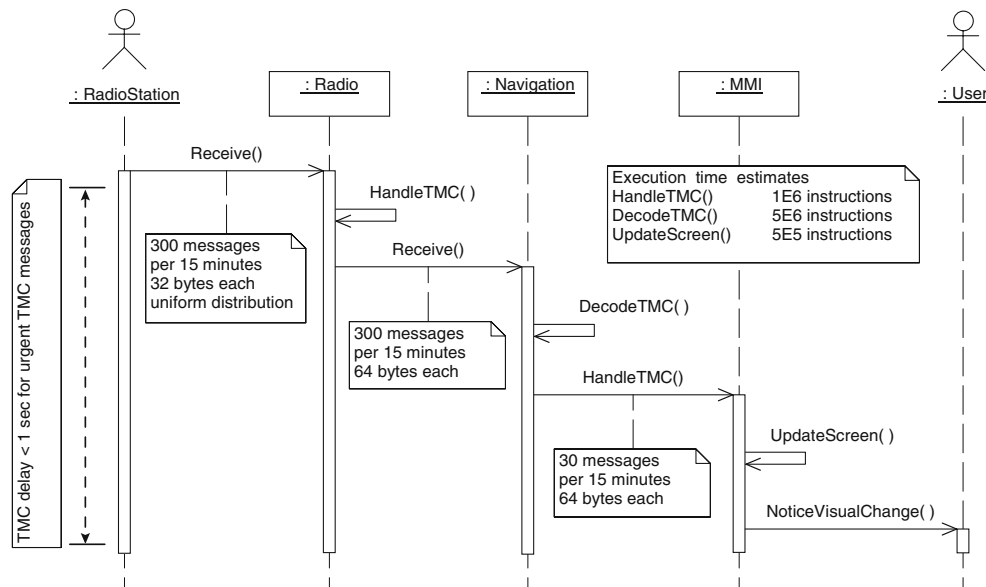 : RadioStation
: Radio
: Navigation
: MMI
: User
Receive()
Execution time estimates
HandleTMC() 1E6 instructions
DecodeTMC() 5E6 instructions
UpdateScreen() 5E5 instructions
HandleTMC( )
TMC delay < 1 sec for urgent TMC messages
300 messages
per 15 minutes
32 bytes each
uniform distribution
Receive()
DecodeTMC( )
300 messages
per 15 minutes
64 bytes each
HandleTMC()
UpdateScreen( )
30 messages
per 15 minutes
64 bytes each
NoticeVisualChange( )